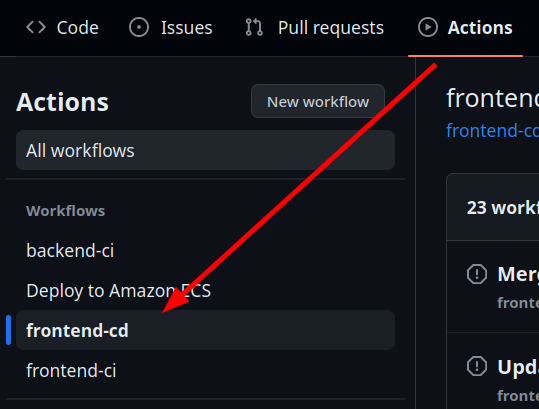 Code Issues Pull requests Actions
Actions New workflow
All workflows
Workflows
backend-ci
Deploy to Amazon ECS
frontend-cd
frontend-ci
frontend
frontend-cd
23 workf
Merg
fronte
Upda
fronte